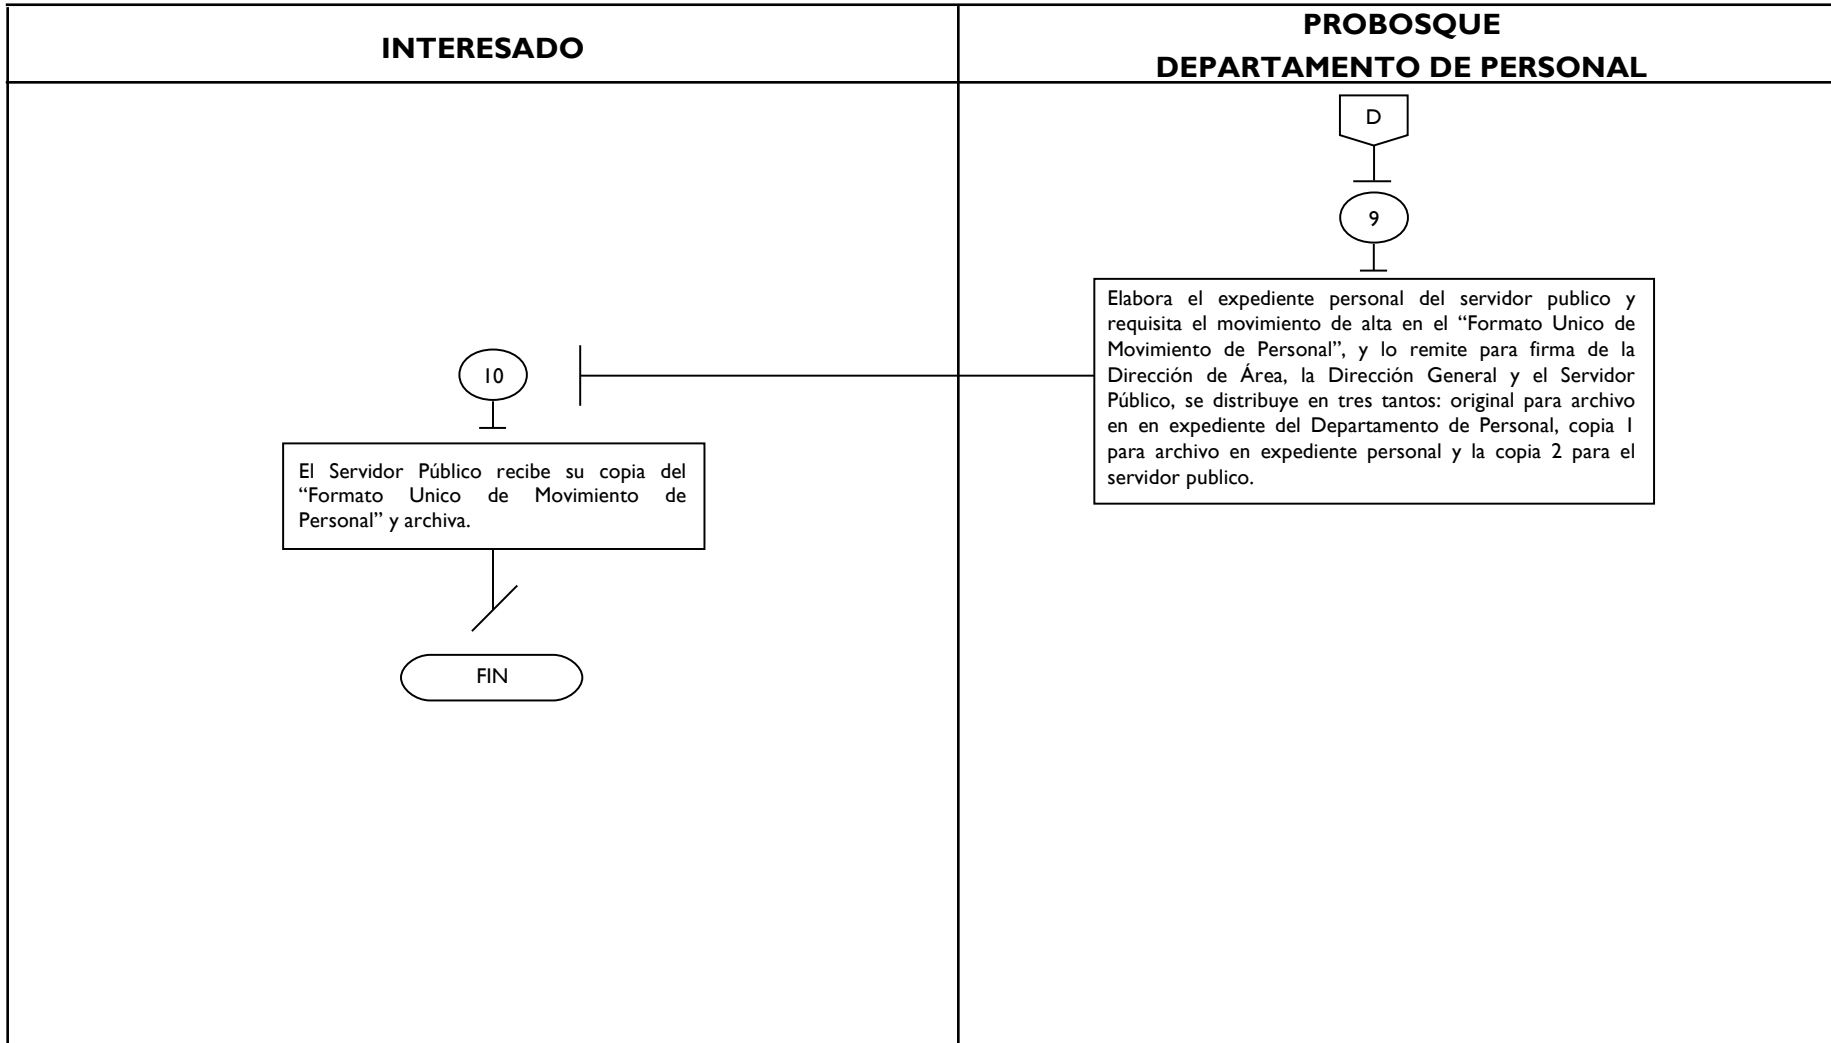 INTERESADO
PROBOSQUE
DEPARTAMENTO DE PERSONAL
D
9
Elabora el expediente personal del servidor publico y
requisita el movimiento de alta en el “Formato Unico de
Movimiento de Personal”, y lo remite para firma de la
Dirección de Área, la Dirección General y el Servidor
Público, se distribuye en tres tantos: original para archivo
en en expediente del Departamento de Personal, copia 1
para archivo en expediente personal y la copia 2 para el
servidor publico.
10
El Servidor Público recibe su copia del
“Formato Unico de Movimiento de
Personal” y archiva.
FIN